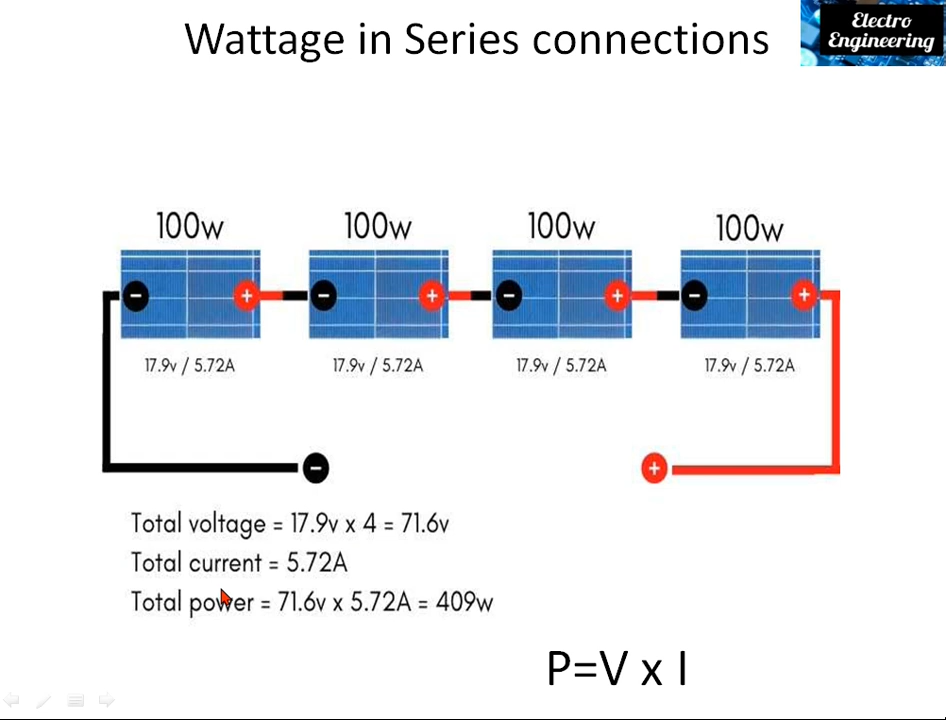 Wattage in Series connections
Electro
Engineering
100w 100w 100w 100w
− + − + − + − +
17.9v / 5.72A 17.9v / 5.72A 17.9v / 5.72A 17.9v / 5.72A
− +
Total voltage = 17.9v x 4 = 71.6v
Total current = 5.72A
Total power = 71.6v x 5.72A = 409w
P=V x I